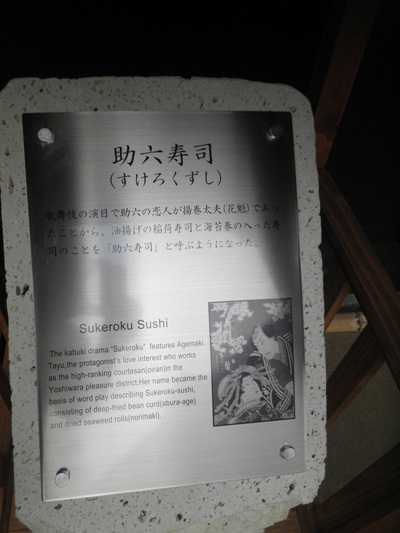 助六寿司
(すけろくずし)
歌舞伎の演目で助六の恋人が揚巻太夫(花魁)であっ
たことから、油揚げの稲荷寿司と海苔巻の入った寿
司のことを「助六寿司」と呼ぶようになった。
Sukeroku Sushi
The kabuki drama "Sukeroku" features Agemaki
Tayu,the protagonist's love interest who works
as the high-ranking courtesan(oiran)in the
Yoshiwara pleasure district.Her name became the
basis of word play describing Sukeroku-sushi,
consisting of deep-fried bean curd(abura-age)
and dried seaweed rolls(norimaki).